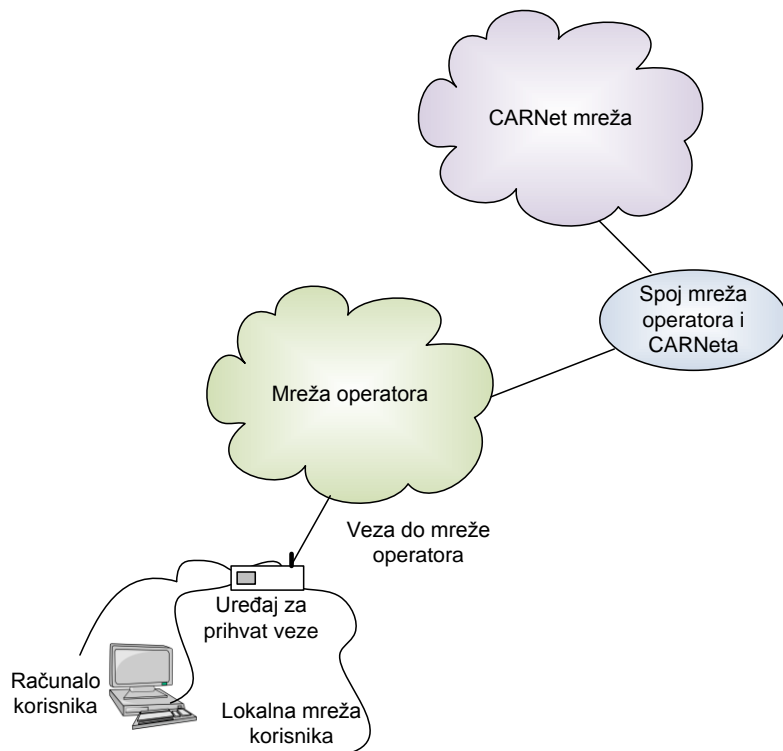 CARNet mreža
Spoj mreža
operatora i
CARNeta
Mreža operatora
Veza do mreže
operatora
Uređaj za
prihvat veze
Računalo
korisnika
Lokalna mreža
korisnika